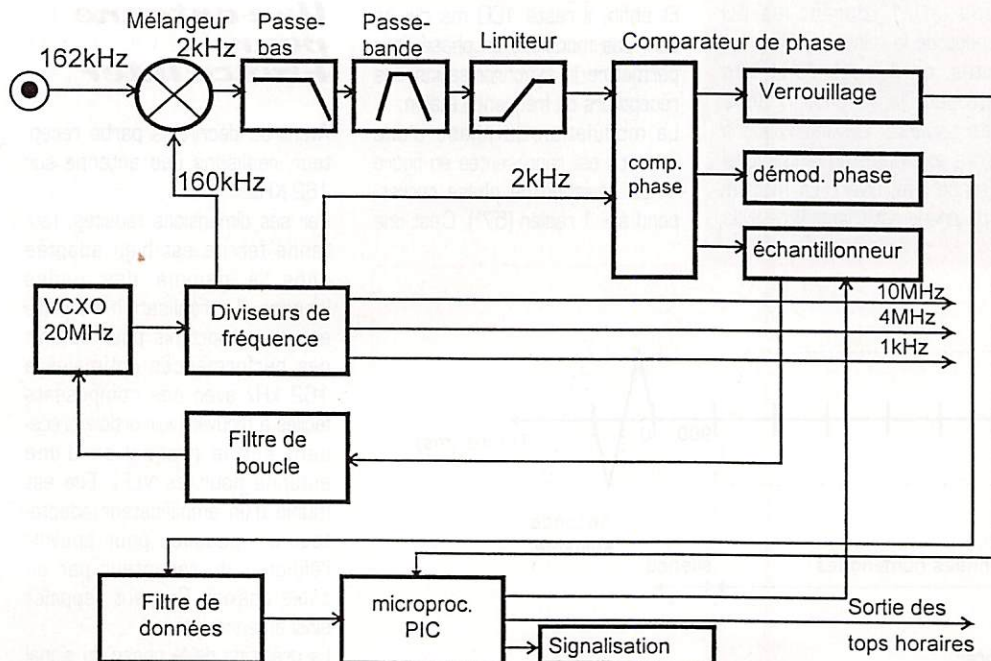 Mélangeur
Passe-
bas
Passe-
bande
Limiteur
Comparateur de phase
162kHz
2kHz
160kHz
2kHz
comp.
phase
Verrouillage
démod. phase
échantillonneur
VCXO
20MHz
Diviseurs de
fréquence
10MHz
4MHz
1kHz
Filtre de
boucle
Filtre de
données
microproc.
PIC
Signalisation
Sortie des
tops horaires